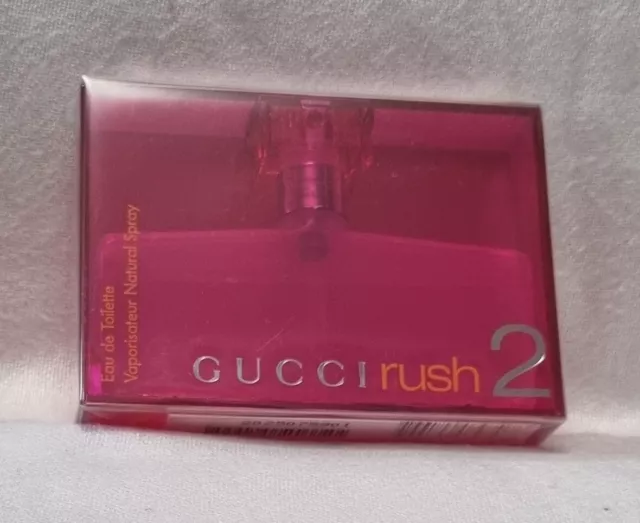 Eau de Toilette
Vaporisateur Natural Spray
GUCCI rush 2